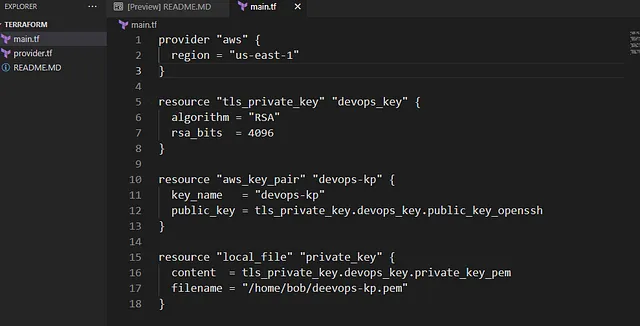 EXPLORER ...
[Preview] README.MD
main.tf ×
TERRAFORM
main.tf
provider.tf
README.MD
main.tf
1 provider "aws" {
2   region = "us-east-1"
3 }
4
5 resource "tls_private_key" "devops_key" {
6   algorithm = "RSA"
7   rsa_bits  = 4096
8 }
9
10 resource "aws_key_pair" "devops-kp" {
11   key_name   = "devops-kp"
12   public_key = tls_private_key.devops_key.public_key_openssh
13 }
14
15 resource "local_file" "private_key" {
16   content  = tls_private_key.devops_key.private_key_pem
17   filename = "/home/bob/deevops-kp.pem"
18 }